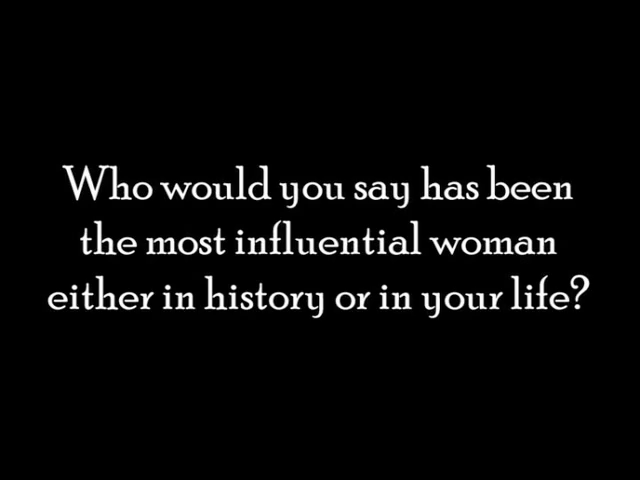 Who would you say has been
the most influential woman
either in history or in your life?